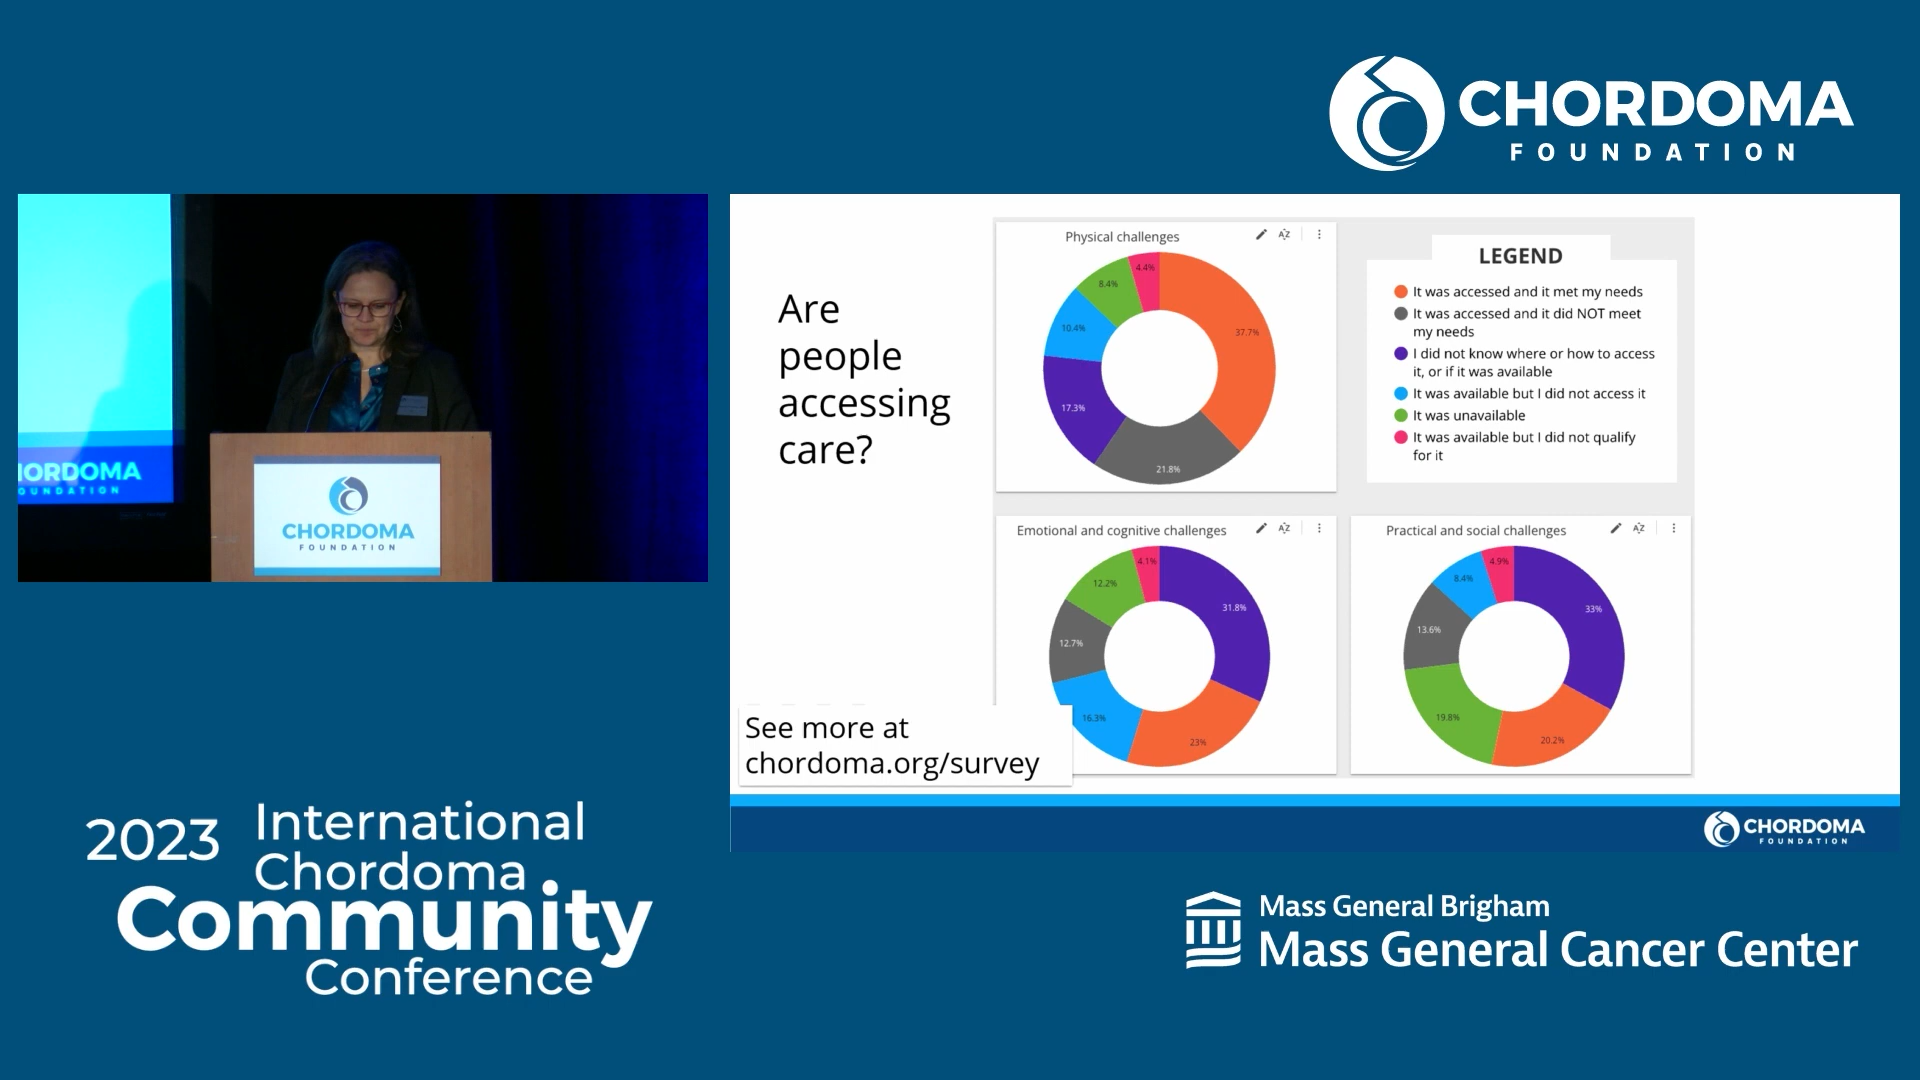 CHORDOMA
FOUNDATION
HORDOMA
OUNDATION
CHORDOMA
FOUNDATION
Are
people
accessing
care?
See more at
chordoma.org/survey
Physical challenges
AZ
4.4%
8.4%
10.4%
37.7%
17.3%
21.8%
LEGEND
It was accessed and it met my needs
It was accessed and it did NOT meet
my needs
I did not know where or how to access
it, or if it was available
It was available but I did not access it
It was unavailable
It was available but I did not qualify
for it
Emotional and cognitive challenges
AZ
4.1%
12.2%
31.8%
12.7%
16.3%
23%
Practical and social challenges
AZ
4.9%
8.4%
33%
13.6%
19.8%
20.2%
CHORDOMA
FOUNDATION
2023 International
Chordoma
Community
Conference
Mass General Brigham
Mass General Cancer Center